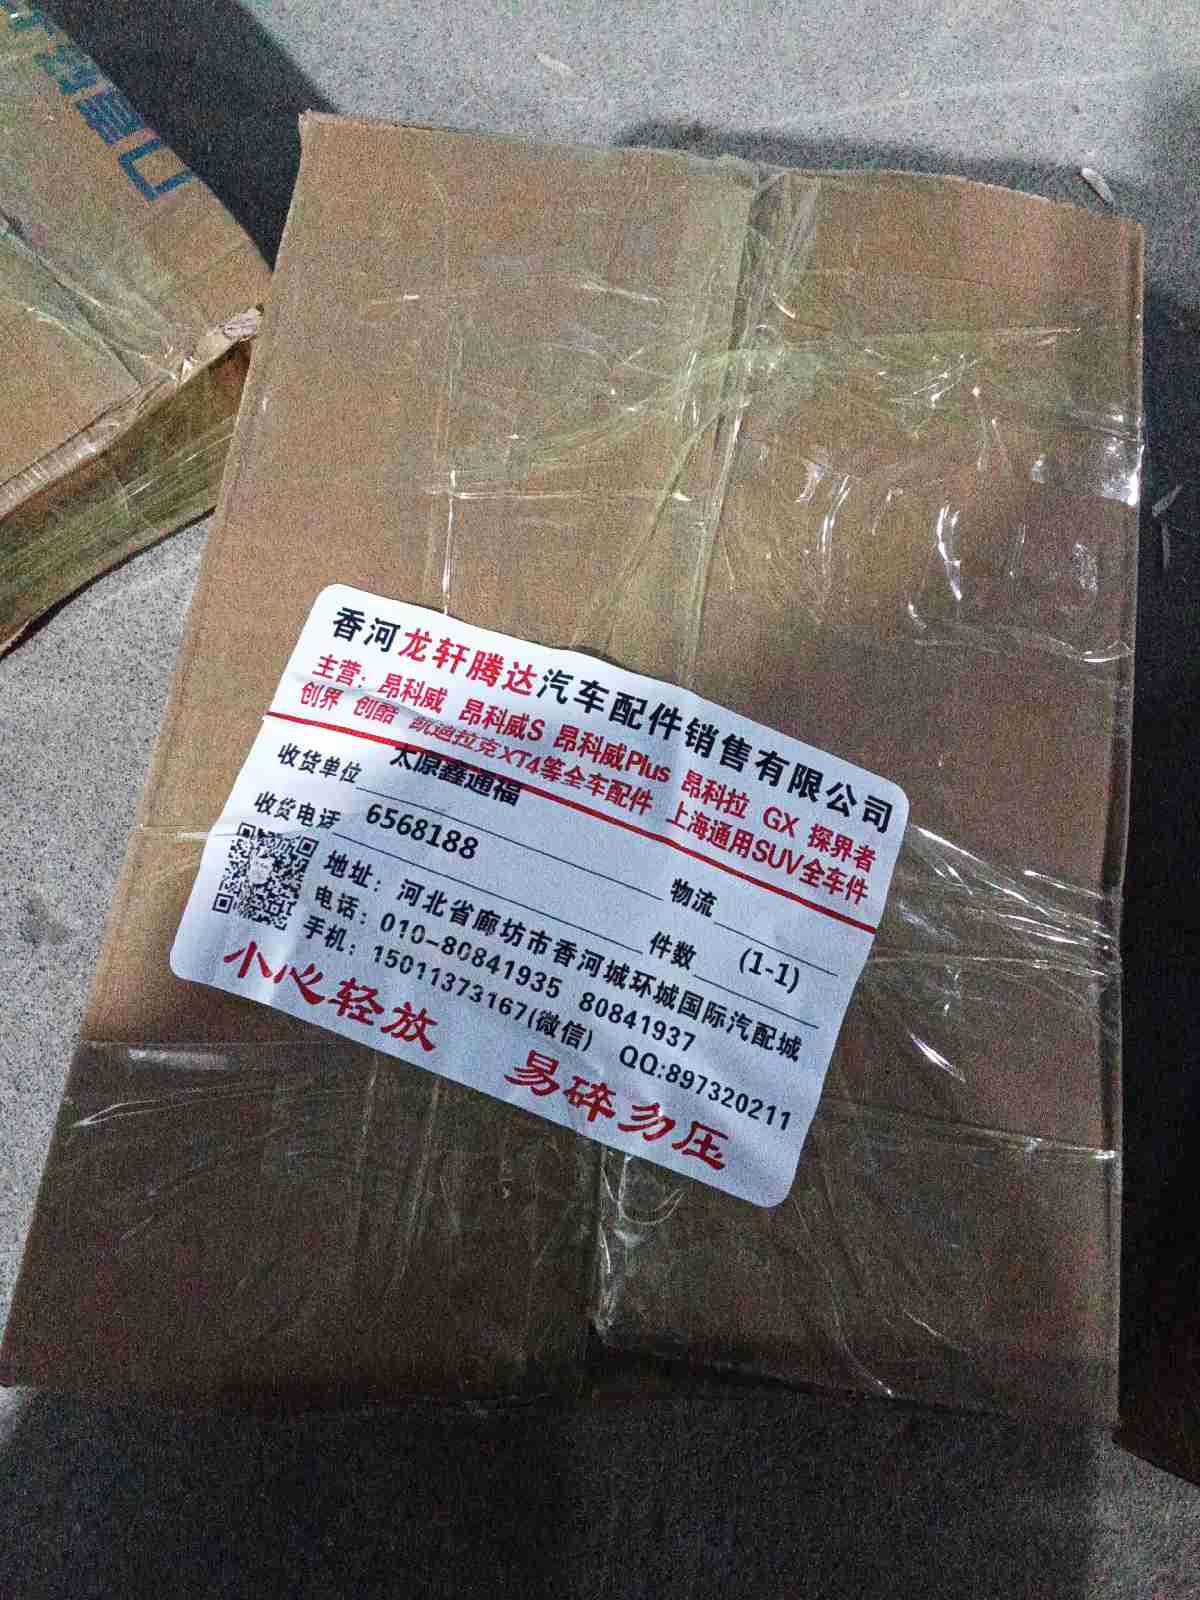 香河龙轩腾达汽车配件销售有限公司
主营：昂科威 昂科威S 昂科威Plus 昂科拉 GX 探界者
创界 创酷 凯迪拉克XT4等全车配件 上海通用SUV全车件
收货单位 太原鑫通福 物流
收货电话 6568188 件数 (1-1)
地址：河北省廊坊市香河城环城国际汽配城
电话：010-80841935 80841937
手机：15011373167(微信) QQ:897320211
小心轻放 易碎勿压